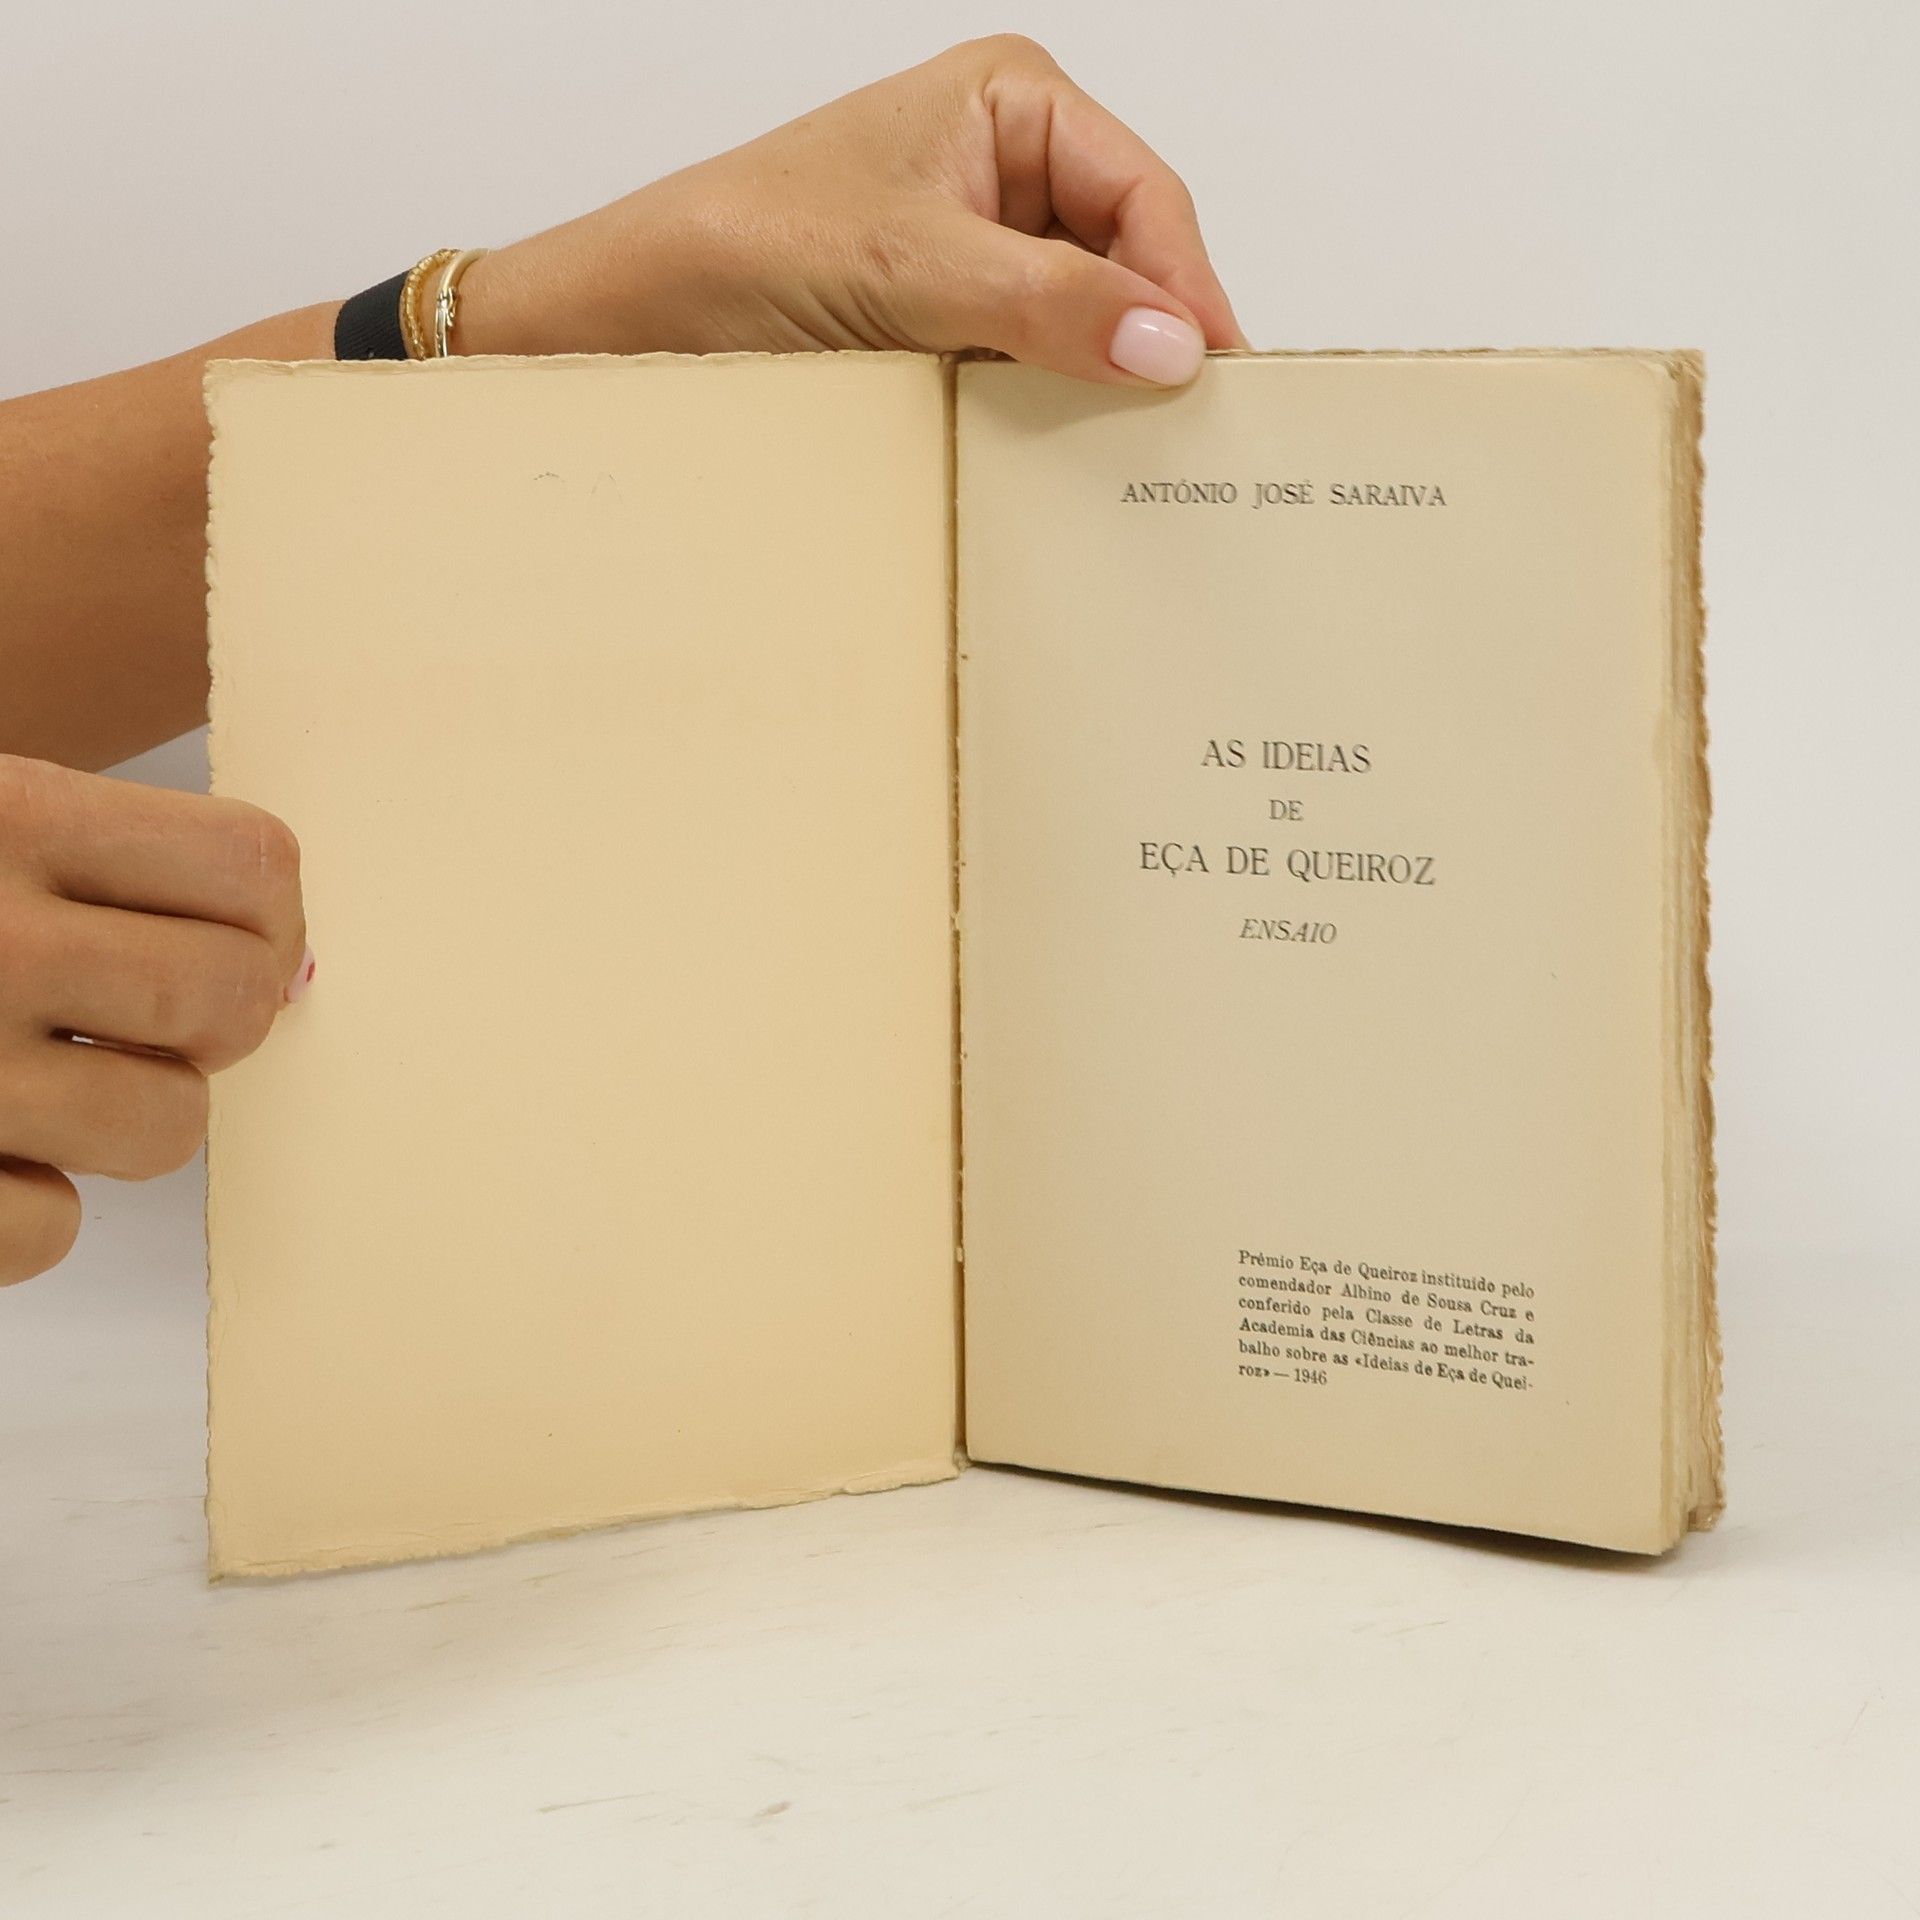 ANTÓNIO JOSÉ SARAIVA
AS IDEIAS
DE
EÇA DE QUEIROZ
ENSAIO
Prémio Eça de Queiroz instituído pelo
comendador Albino de Sousa Cruz e
conferido pela Classe de Letras da
Academia das Ciências ao melhor tra-
balho sobre as «Ideias de Eça de Quei-
roz» — 1946